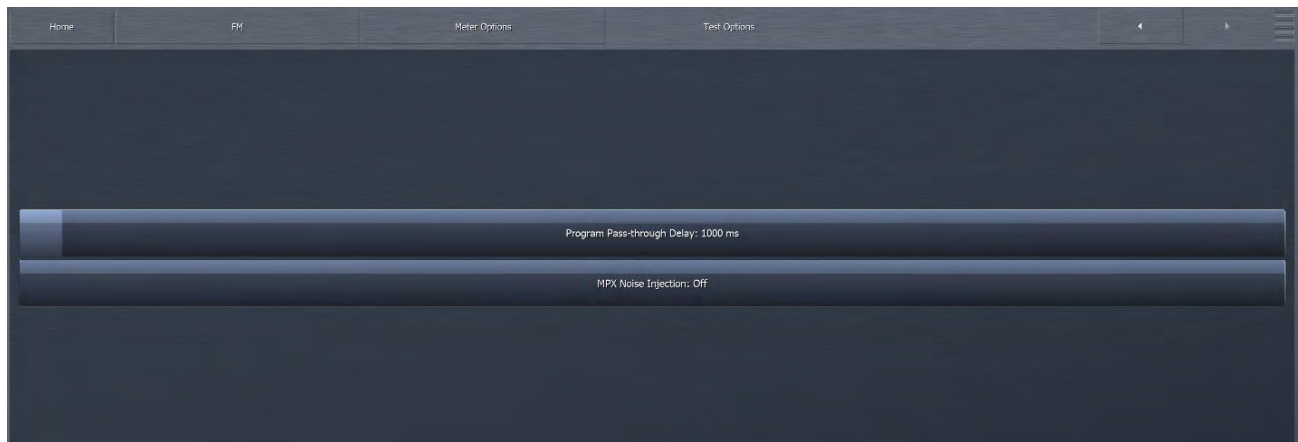 Home FM Meter Options Test Options
Program Pass-through Delay: 1000 ms
MPX Noise Injection: Off